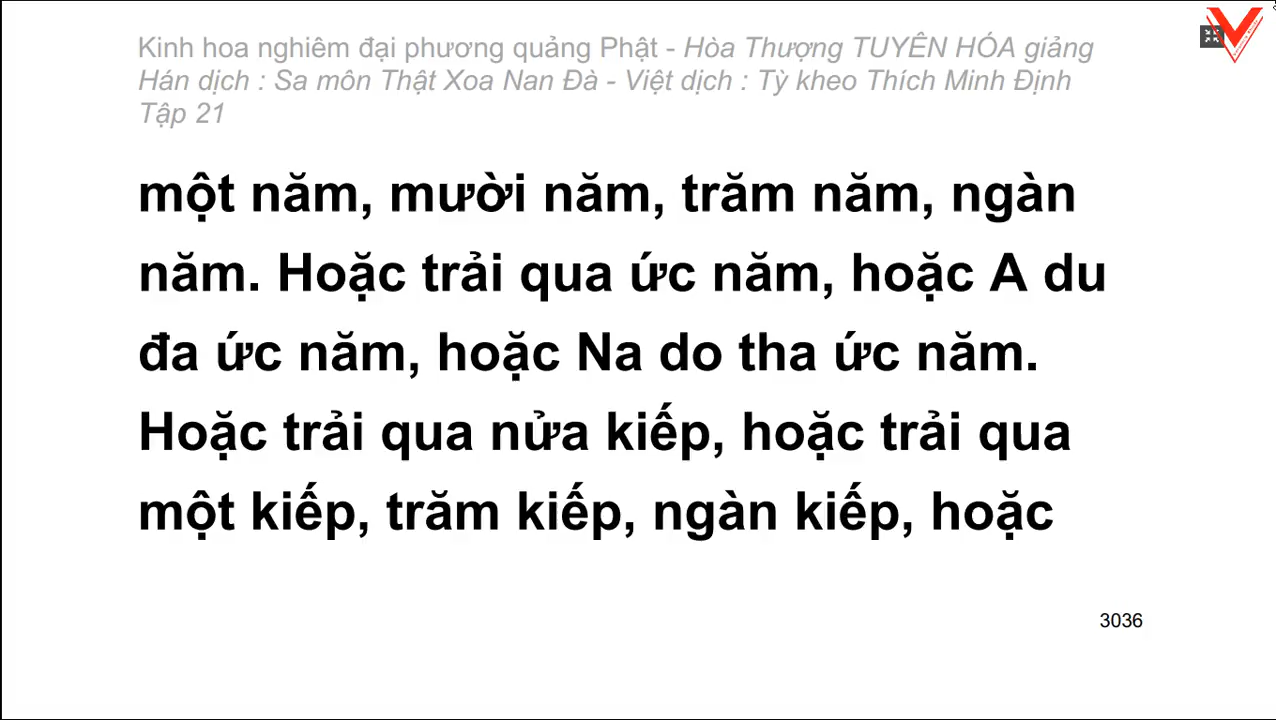 Kinh hoa nghiêm đại phương quảng Phật - Hòa Thượng TUYÊN HÓA giảng
Hán dịch : Sa môn Thật Xoa Nan Đà - Việt dịch : Tỳ kheo Thích Minh Định
Tập 21
một năm, mười năm, trăm năm, ngàn
năm. Hoặc trải qua ức năm, hoặc A du
đa ức năm, hoặc Na do tha ức năm.
Hoặc trải qua nửa kiếp, hoặc trải qua
một kiếp, trăm kiếp, ngàn kiếp, hoặc
3036